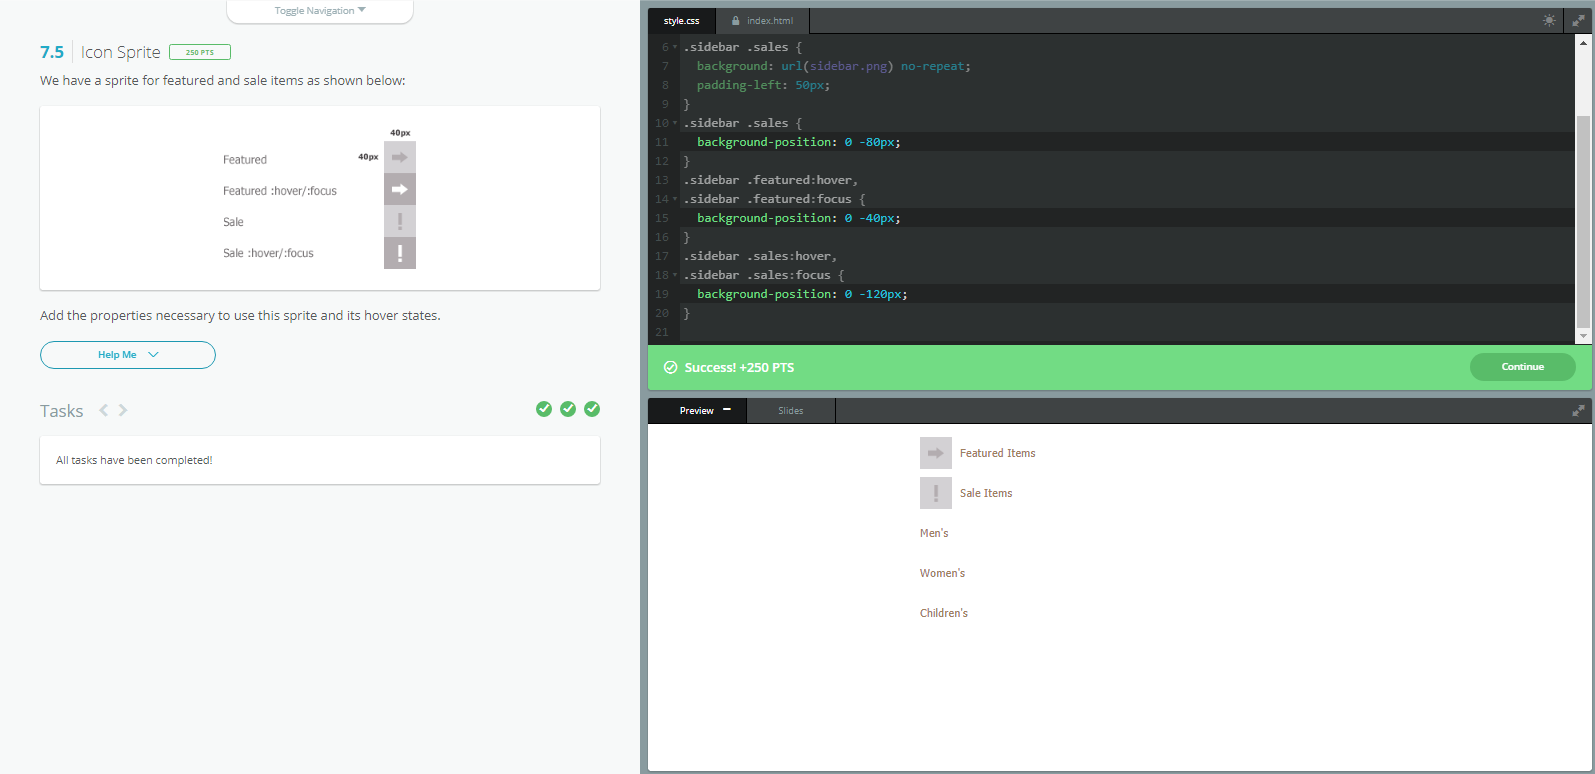 Toggle Navigation
7.5 Icon Sprite 250 PTS
We have a sprite for featured and sale items as shown below:
40px
Featured 40px
Featured :hover/:focus
Sale
Sale :hover/:focus
Add the properties necessary to use this sprite and its hover states.
Help Me
Tasks
All tasks have been completed!
style.css index.html
6 .sidebar .sales {
7 background: url(sidebar.png) no-repeat;
8 padding-left: 50px;
9 }
10 .sidebar .sales {
11 background-position: 0 -80px;
12 }
13 .sidebar .featured:hover,
14 .sidebar .featured:focus {
15 background-position: 0 -40px;
16 }
17 .sidebar .sales:hover,
18 .sidebar .sales:focus {
19 background-position: 0 -120px;
20 }
21
Success! +250 PTS Continue
Preview Slides
Featured Items
Sale Items
Men's
Women's
Children's